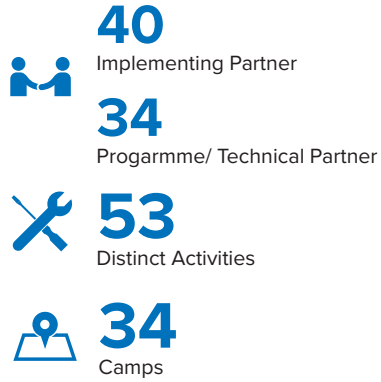 40
Implementing Partner
34
Progarmme/ Technical Partner
53
Distinct Activities
34
Camps